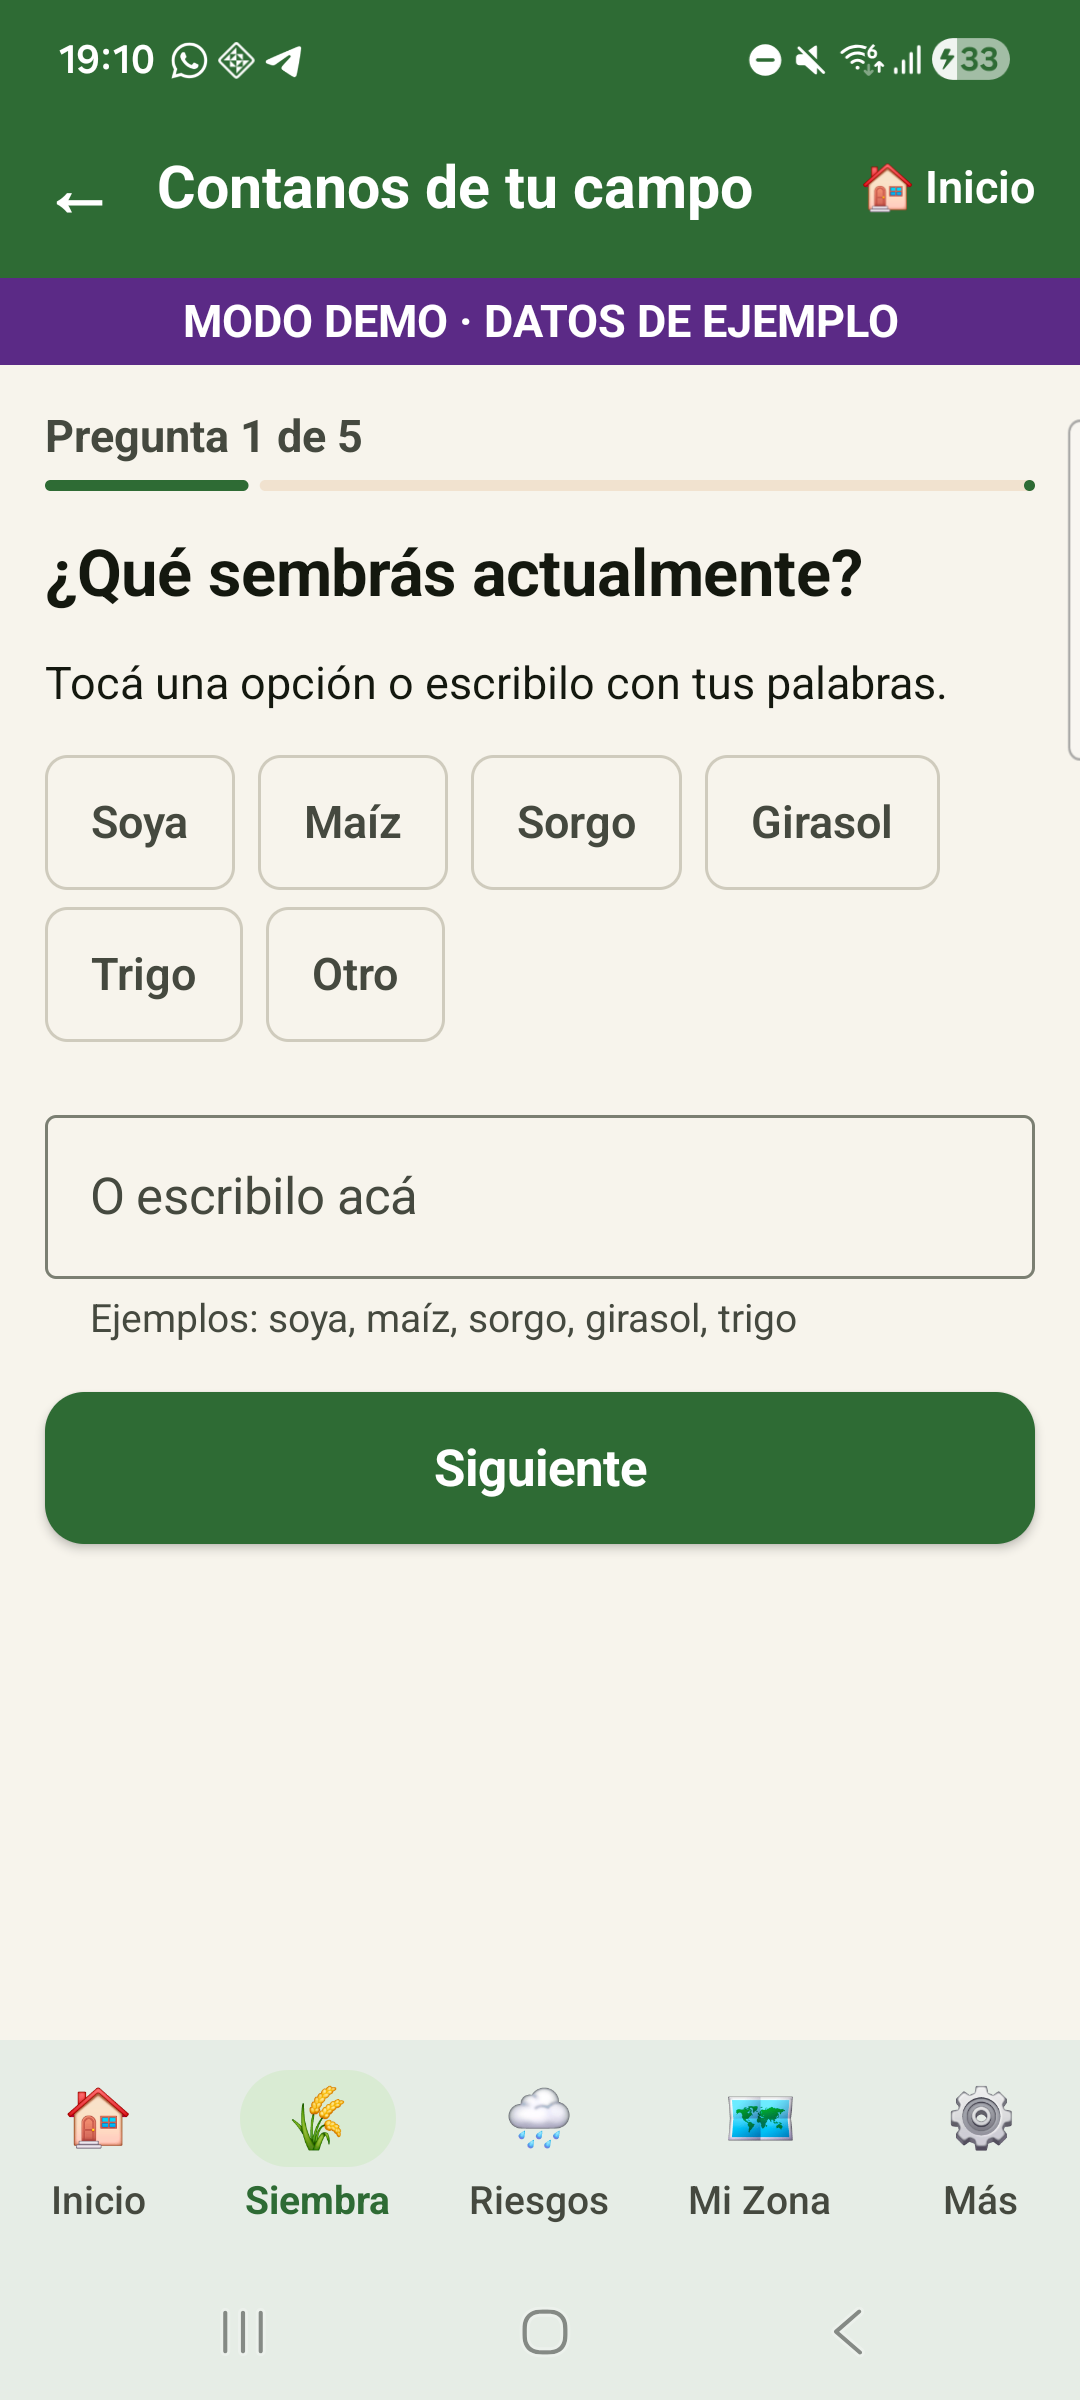 19:10
6
33
← Contanos de tu campo
Inicio
MODO DEMO · DATOS DE EJEMPLO
Pregunta 1 de 5
¿Qué sembrás actualmente?
Tocá una opción o escribilo con tus palabras.
Soya Maíz Sorgo Girasol
Trigo Otro
O escribilo acá
Ejemplos: soya, maíz, sorgo, girasol, trigo
Siguiente
Inicio Siembra Riesgos Mi Zona Más